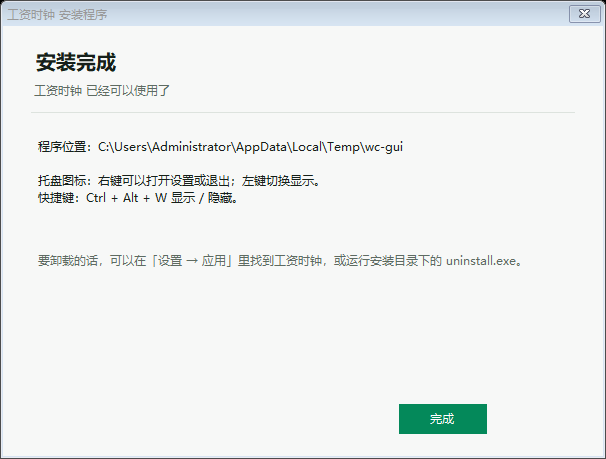 工资时钟 安装程序
安装完成
工资时钟 已经可以使用了
程序位置：C:\Users\Administrator\AppData\Local\Temp\wc-gui
托盘图标：右键可以打开设置或退出；左键切换显示。
快捷键：Ctrl + Alt + W 显示 / 隐藏。
要卸载的话，可以在「设置 → 应用」里找到工资时钟，或运行安装目录下的 uninstall.exe。
完成